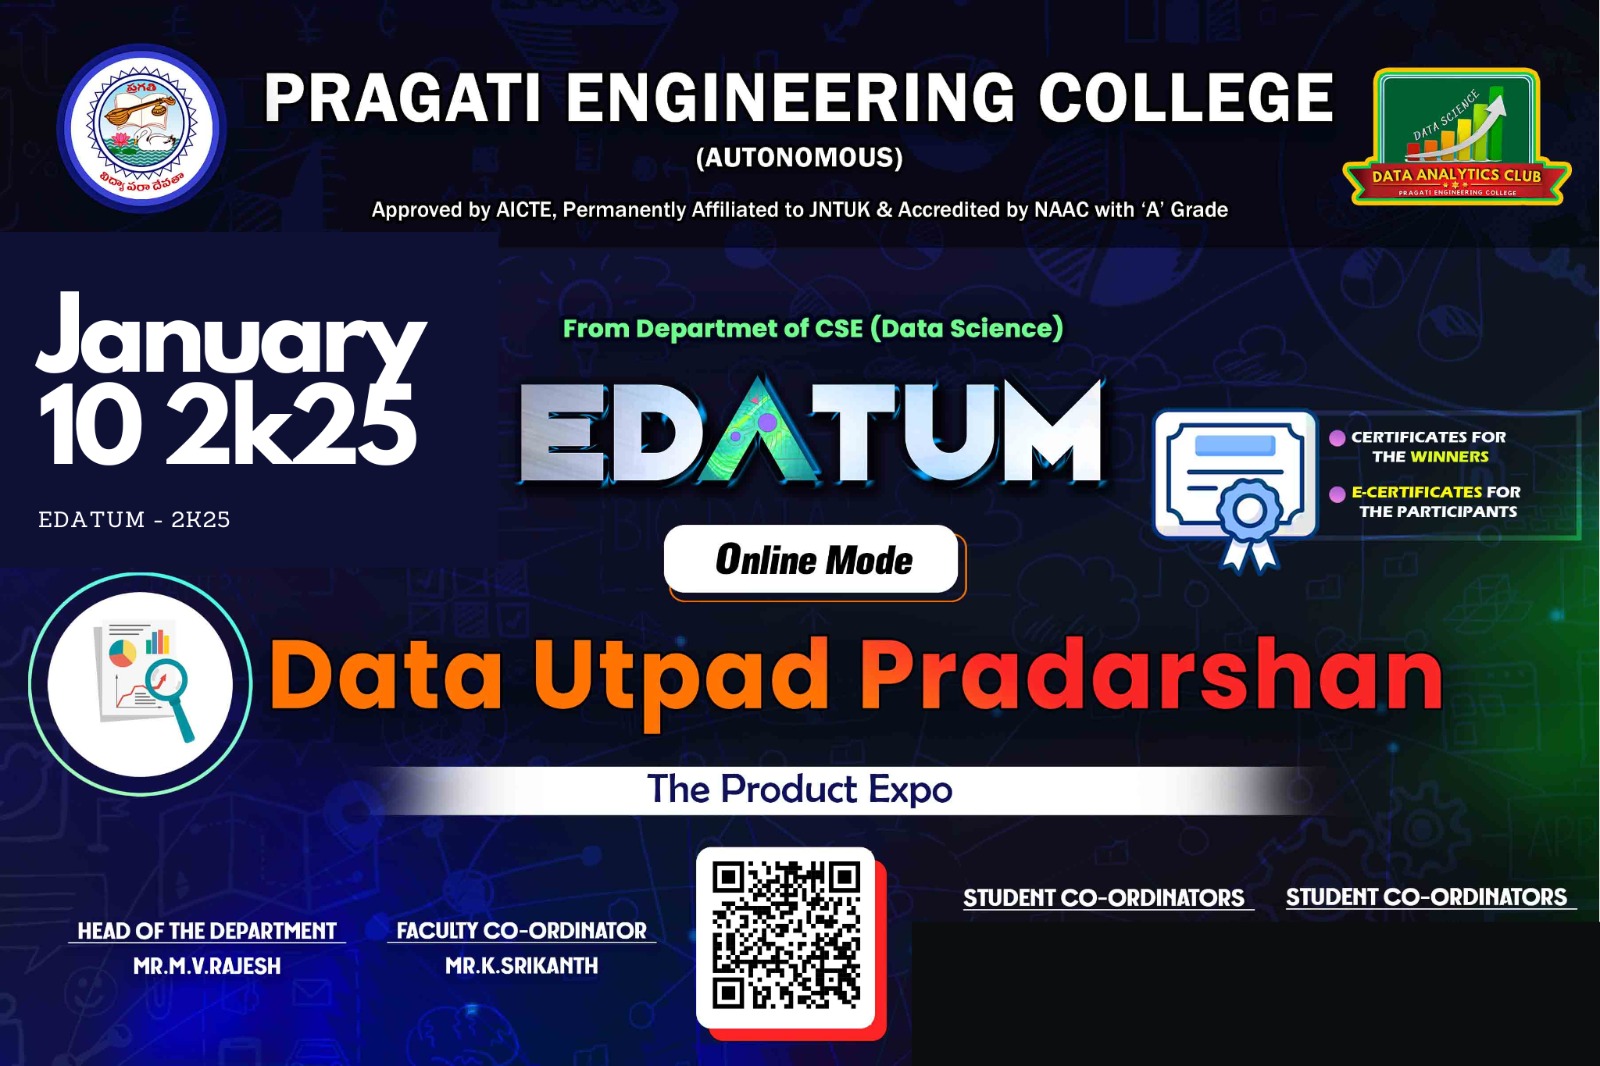 ప్రగతి
విద్యా పరా దేవతా
PRAGATI ENGINEERING COLLEGE
(AUTONOMOUS)
Approved by AICTE, Permanently Affiliated to JNTUK & Accredited by NAAC with ‘A’ Grade
DATA SCIENCE
DATA ANALYTICS CLUB
PRAGATI ENGINEERING COLLEGE
January
10 2k25
EDATUM - 2K25
From Departmet of CSE (Data Science)
EDATUM
Online Mode
CERTIFICATES FOR
THE WINNERS
E-CERTIFICATES FOR
THE PARTICIPANTS
Data Utpad Pradarshan
The Product Expo
HEAD OF THE DEPARTMENT
MR.M.V.RAJESH
FACULTY CO-ORDINATOR
MR.K.SRIKANTH
STUDENT CO-ORDINATORS
STUDENT CO-ORDINATORS